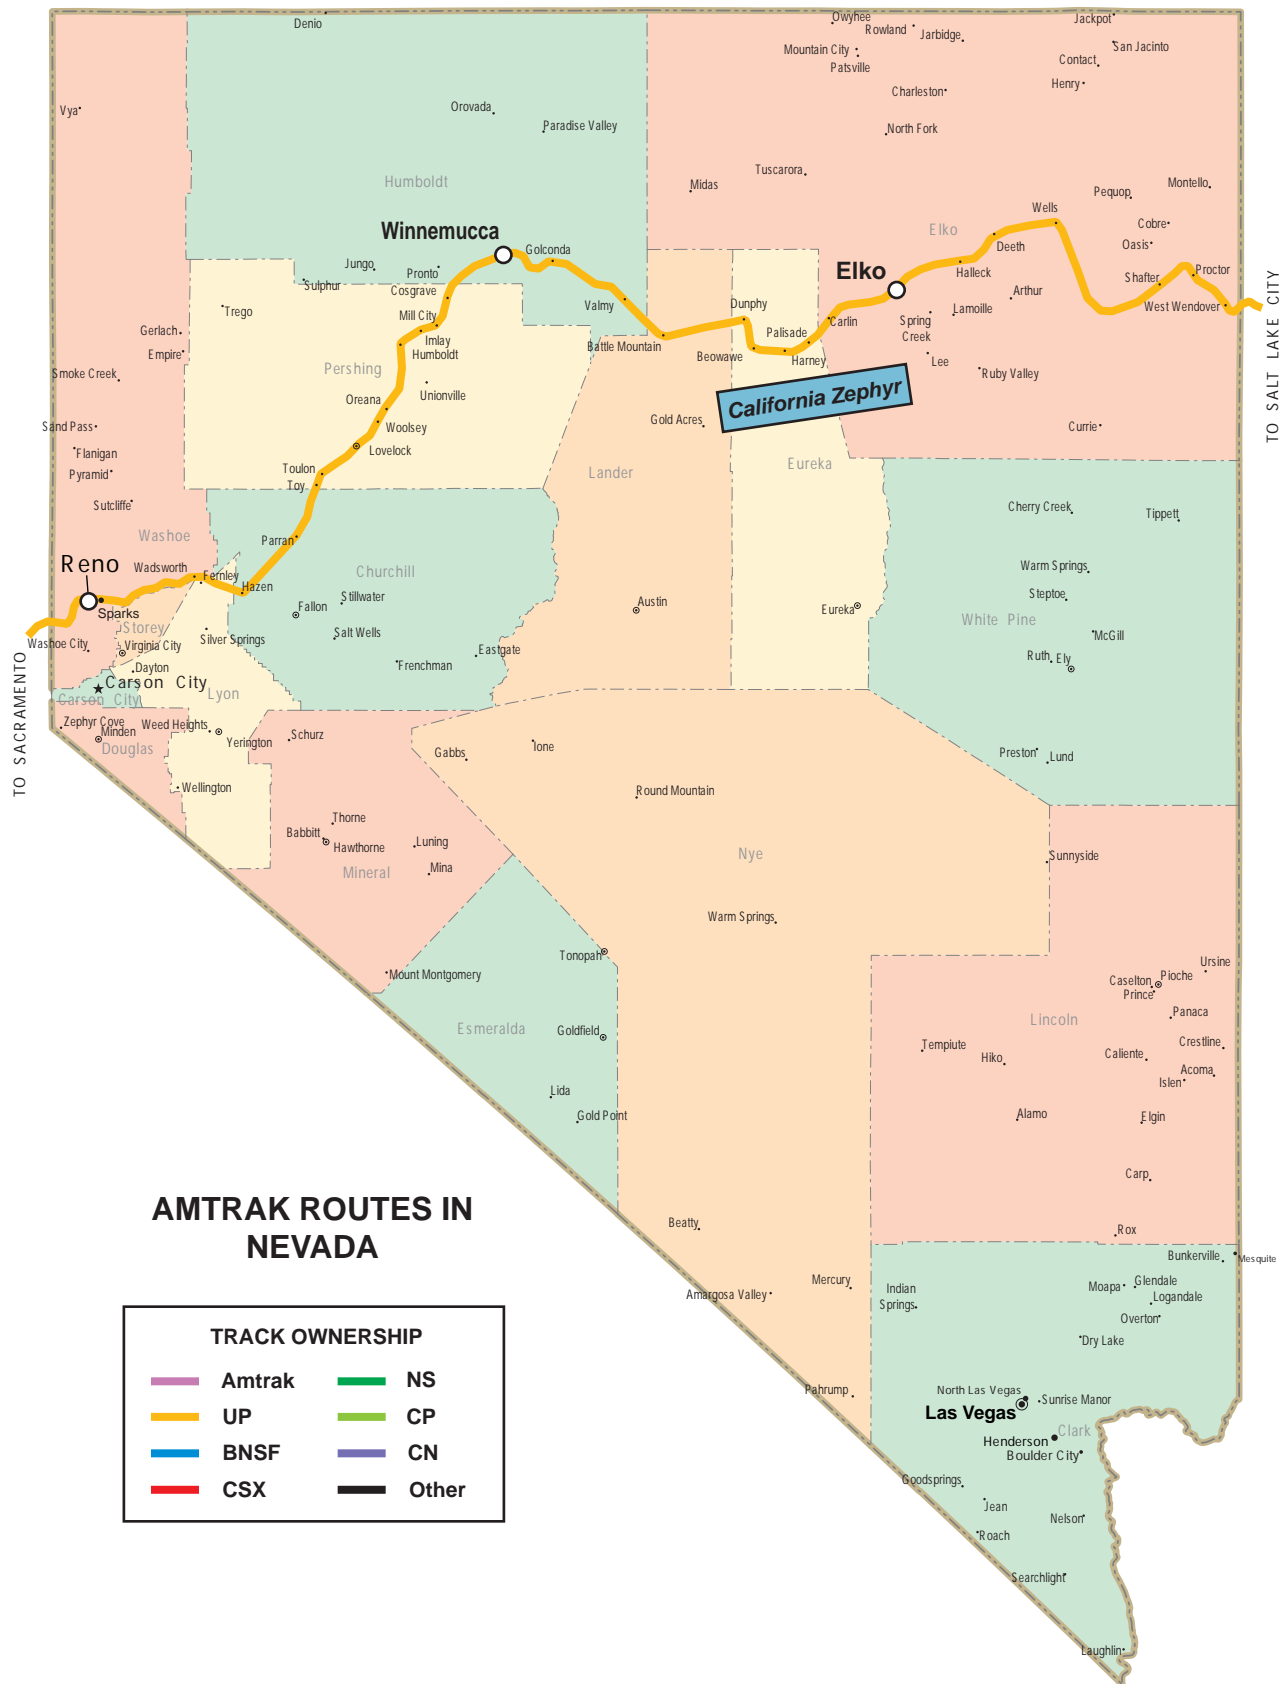 Denio
Owyhee
Rowland
Jarbidge
Jackpot
San Jacinto
Mountain City
Patsville
Contact
Henry
Charleston
Vya
Orovada
Paradise Valley
North Fork
Tuscarora
Midas
Montello
Pequop
Humboldt
Winnemucca
Golconda
Wells
Cobre
Elko
Deeth
Oasis
Elko
Halleck
Shafter
Proctor
Jungo
Pronto
Sulphur
Cosgrave
Valmy
Dunphy
Arthur
West Wendover
TO SALT LAKE CITY
Trego
Mill City
Imlay
Humboldt
Gerlach
Empire
Battle Mountain
Beowawe
Palisade
Harney
Carlin
Spring
Creek
Lamoille
Lee
Ruby Valley
Smoke Creek
Pershing
Unionville
Oreana
Woolsey
California Zephyr
Gold Acres
Currie
Sand Pass
Flanigan
Pyramid
Lovelock
Toulon
Toy
Lander
Eureka
Sutcliffe
Washoe
Cherry Creek
Tippett
Parran
Reno
Wadsworth
Fernley
Hazen
Churchill
Warm Springs
Steptoe
Sparks
Stillwater
Fallon
Austin
Eureka
White Pine
Storey
Washoe City
Virginia City
Silver Springs
Salt Wells
McGill
Ruth
Ely
Dayton
Frenchman
Eastgate
Carson City
Carson City
Lyon
TO SACRAMENTO
Zephyr Cove
Minden
Douglas
Weed Heights
Yerington
Schurz
Gabbs
Ione
Preston
Lund
Wellington
Round Mountain
Thorne
Babbitt
Hawthorne
Luning
Mina
Mineral
Nye
Sunnyside
Warm Springs
Tonopah
Mount Montgomery
Ursine
Pioche
Caselton
Prince
Panaca
Esmeralda
Goldfield
Lincoln
Tempiute
Hiko
Crestline
Caliente
Acoma
Islen
Lida
Gold Point
Alamo
Elgin
Carp
AMTRAK ROUTES IN
NEVADA
Beatty
Rox
Bunkerville
Mesquite
Mercury
Amargosa Valley
Indian
Springs
Moapa
Glendale
Logandale
Overton
Dry Lake
TRACK OWNERSHIP
Amtrak
NS
UP
CP
BNSF
CN
CSX
Other
Pahrump
North Las Vegas
Sunrise Manor
Las Vegas
Clark
Henderson
Boulder City
Goodsprings
Jean
Nelson
Roach
Searchlight
Laughlin